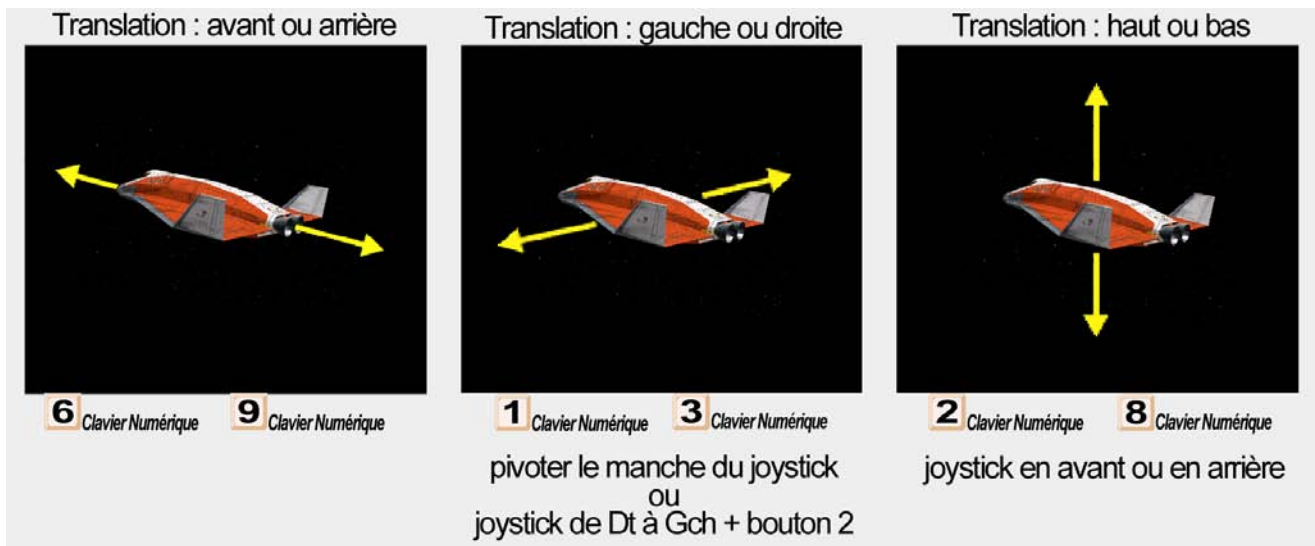 Translation : avant ou arrière
Translation : gauche ou droite
Translation : haut ou bas
6 Clavier Numérique 9 Clavier Numérique
1 Clavier Numérique 3 Clavier Numérique
2 Clavier Numérique 8 Clavier Numérique
pivoter le manche du joystick
ou
joystick de Dt à Gch + bouton 2
joystick en avant ou en arrière